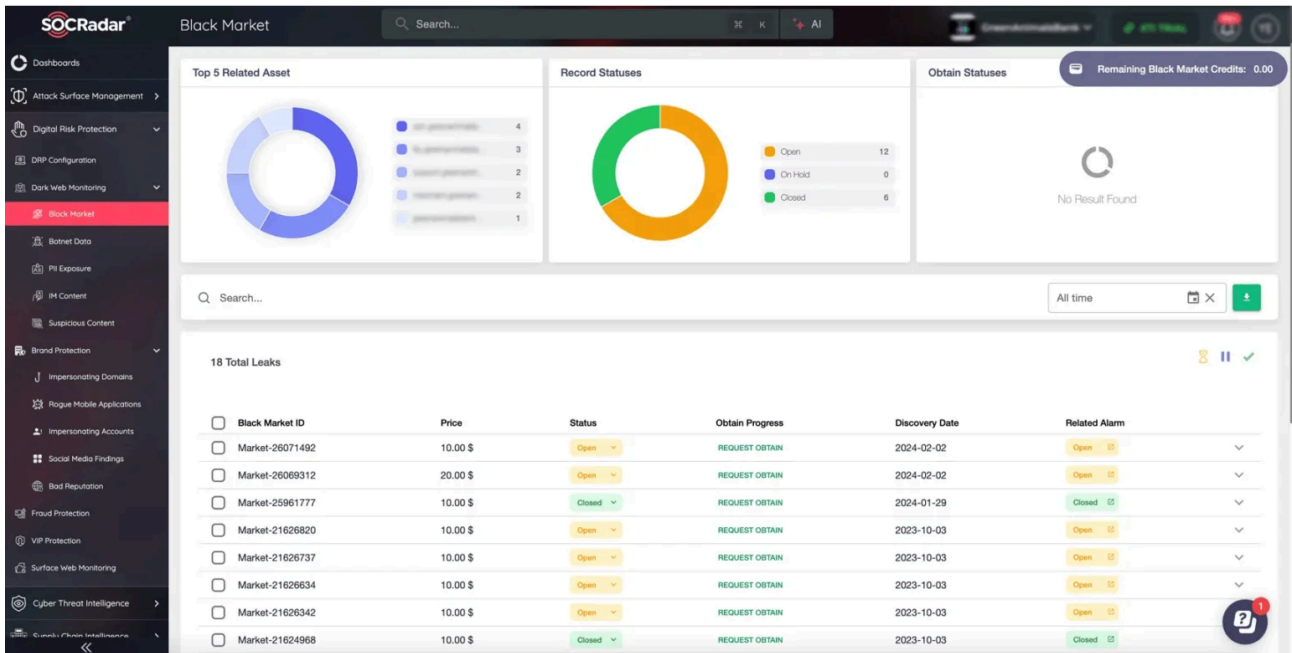 SOCRadar®
Black Market
Search...
⌘ K
AI
Dashboards
Attack Surface Management
Digital Risk Protection
DRP Configuration
Dark Web Monitoring
Black Market
Botnet Data
PII Exposure
IM Content
Suspicious Content
Brand Protection
Impersonating Domains
Rogue Mobile Applications
Impersonating Accounts
Social Media Findings
Bad Reputation
Fraud Protection
VIP Protection
Surface Web Monitoring
Cyber Threat Intelligence
Supply Chain Intelligence
Top 5 Related Asset
4
3
2
2
1
Record Statuses
Open 12
On Hold 0
Closed 6
Obtain Statuses
Remaining Black Market Credits: 0.00
No Result Found
Search...
All time
18 Total Leaks
Black Market ID Price Status Obtain Progress Discovery Date Related Alarm
Market-26071492 10.00 $ Open REQUEST OBTAIN 2024-02-02 Open
Market-26069312 20.00 $ Open REQUEST OBTAIN 2024-02-02 Open
Market-25961777 10.00 $ Closed REQUEST OBTAIN 2024-01-29 Closed
Market-21626820 10.00 $ Open REQUEST OBTAIN 2023-10-03 Open
Market-21626737 10.00 $ Open REQUEST OBTAIN 2023-10-03 Open
Market-21626634 10.00 $ Open REQUEST OBTAIN 2023-10-03 Open
Market-21626342 10.00 $ Open REQUEST OBTAIN 2023-10-03 Open
Market-21624968 10.00 $ Closed REQUEST OBTAIN 2023-10-03 Closed
1